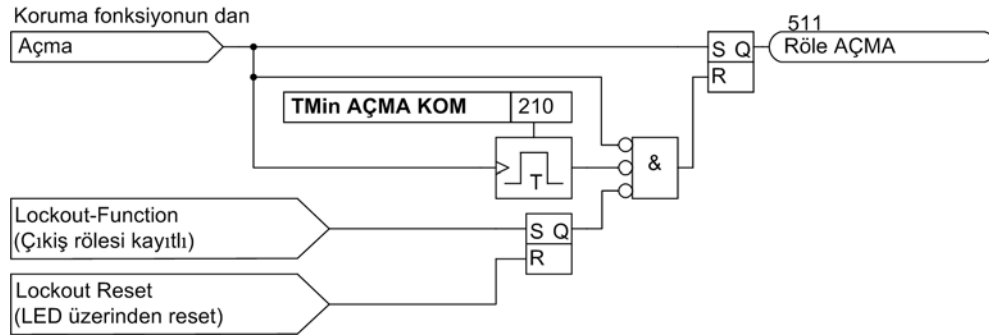 Koruma fonksiyonun dan
Açma
511
S Q
Röle AÇMA
R
TMin AÇMA KOM 210
&
T
Lockout-Function
(Çıkiş rölesi kayıtlı)
S Q
R
Lockout Reset
(LED üzerinden reset)